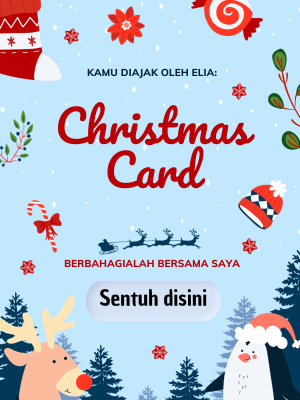 KAMU DIAJAK OLEH ELIA:
Christmas
Card
BERBAHAGIALAH BERSAMA SAYA
Sentuh disini